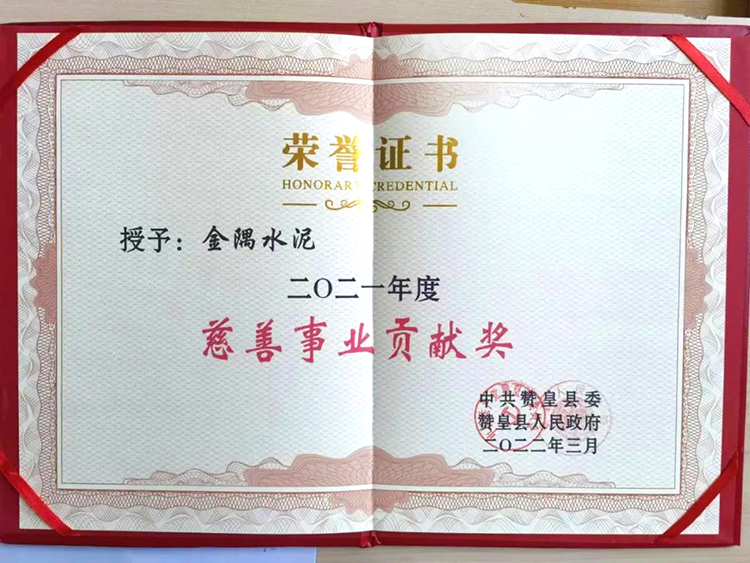 荣誉证书
HONORARY CREDENTIAL
授予：金隅水泥
二〇二一年度
慈善事业贡献奖
中共赞皇县委
赞皇县人民政府
二〇二二年三月